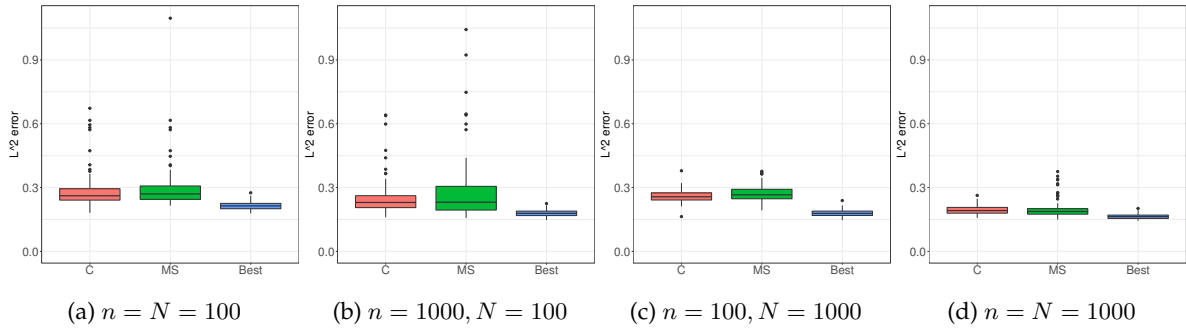 0.9
0.6
0.3
0.0
L^2 error
C MS Best
(a) n = N = 100
0.9
0.6
0.3
0.0
L^2 error
C MS Best
(b) n = 1000, N = 100
0.9
0.6
0.3
0.0
L^2 error
C MS Best
(c) n = 100, N = 1000
0.9
0.6
0.3
0.0
L^2 error
C MS Best
(d) n = N = 1000